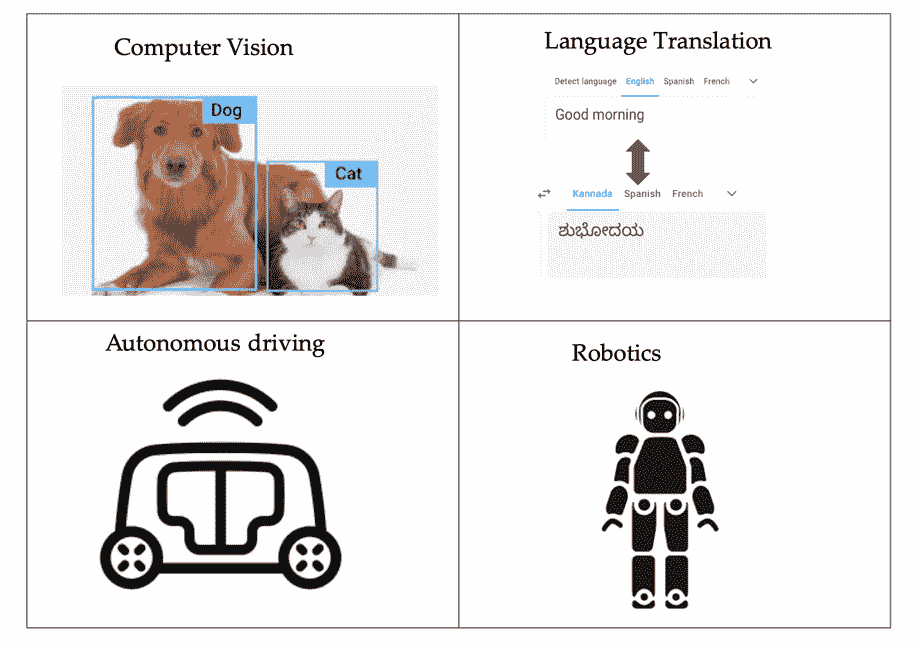 Computer Vision
Dog
Cat
Language Translation
Detect language English Spanish French
Good morning
Kannada Spanish French
ಶುಭೋದಯ
Autonomous driving
Robotics